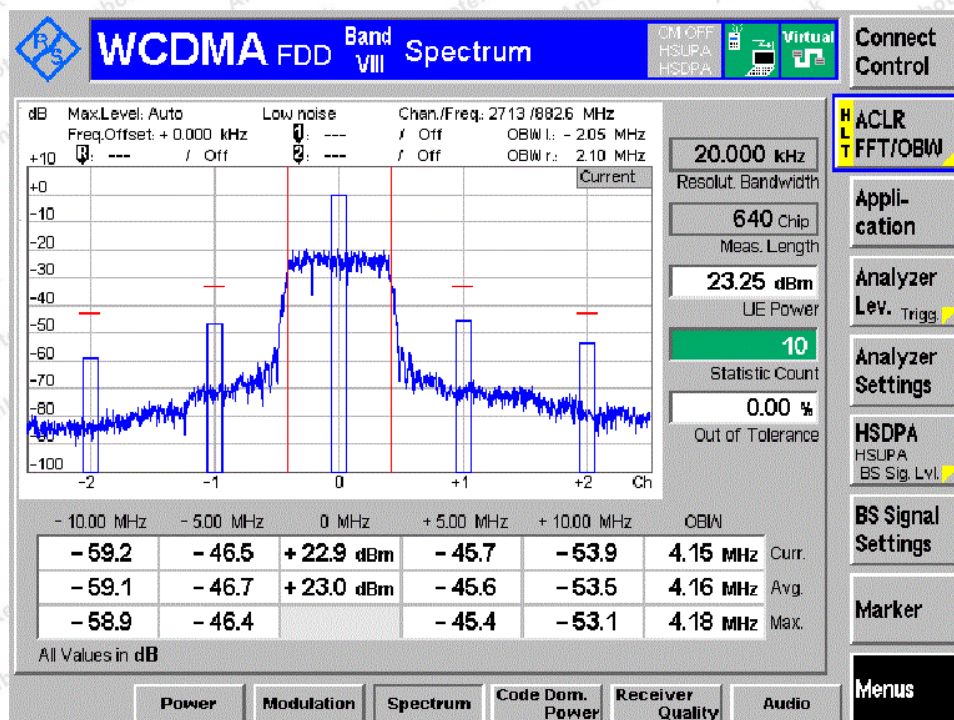 R&S
WCDMA FDD Band VIII Spectrum
CM OFF
HSUPA
HSDPA
Virtual
Connect Control
dB Max.Level: Auto Low noise Chan./Freq.: 2713 /882.6 MHz
Freq.Offset: + 0.000 kHz 1: --- / Off OBW l.: - 2.05 MHz
+10 R: --- / Off 2: --- / Off OBW r.: 2.10 MHz
Current
+0
-10
-20
-30
-40
-50
-60
-70
-80
-90
-100
-2 -1 0 +1 +2 Ch
20.000 kHz
Resolut. Bandwidth
640 Chip
Meas. Length
23.25 dBm
UE Power
10
Statistic Count
0.00 %
Out of Tolerance
- 10.00 MHz - 5.00 MHz 0 MHz + 5.00 MHz + 10.00 MHz OBW
- 59.2 - 46.5 + 22.9 dBm - 45.7 - 53.9 4.15 MHz Curr.
- 59.1 - 46.7 + 23.0 dBm - 45.6 - 53.5 4.16 MHz Avg.
- 58.9 - 46.4 - 45.4 - 53.1 4.18 MHz Max.
All Values in dB
HLT
ACLR
FFT/OBW
Appli-
cation
Analyzer
Lev. Trigg.
Analyzer
Settings
HSDPA
HSUPA
BS Sig. Lvl.
BS Signal
Settings
Marker
Menus
Power Modulation Spectrum Code Dom. Power Receiver Quality Audio